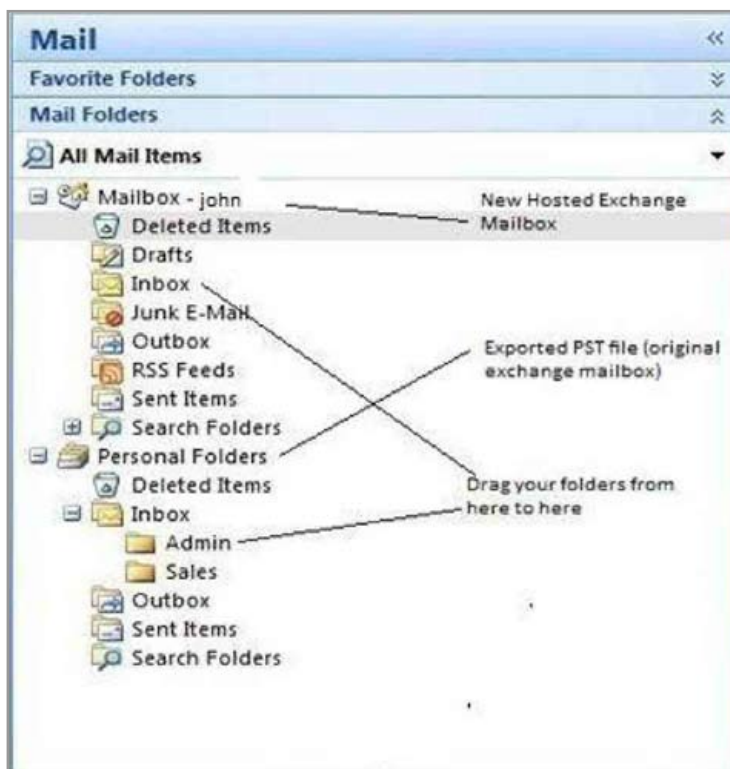 Mail
Favorite Folders
Mail Folders
All Mail Items
Mailbox - john
New Hosted Exchange
Mailbox
Deleted Items
Drafts
Inbox
Junk E-Mail
Outbox
Exported PST file (original
exchange mailbox)
RSS Feeds
Sent Items
Search Folders
Personal Folders
Deleted Items
Drag your folders from
here to here
Inbox
Admin
Sales
Outbox
Sent Items
Search Folders